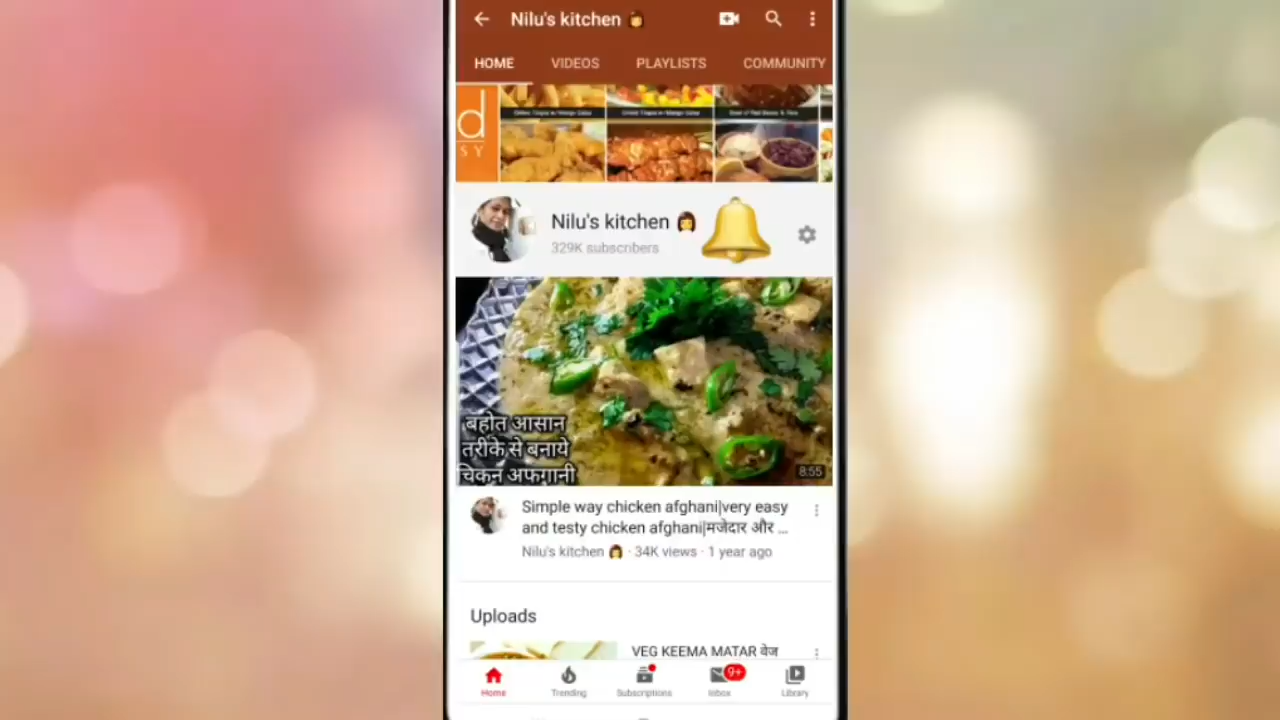 Nilu's kitchen
HOME VIDEOS PLAYLISTS COMMUNITY
d
SY
Nilu's kitchen
329K subscribers
बहोत आसान
तरीके से बनाये
चिकन अफगानी
8:55
Simple way chicken afghani|very easy
and testy chicken afghani|मजेदार और ...
Nilu's kitchen · 34K views · 1 year ago
Uploads
VEG KEEMA MATAR वेज
9+
Home Trending Subscriptions Inbox Library